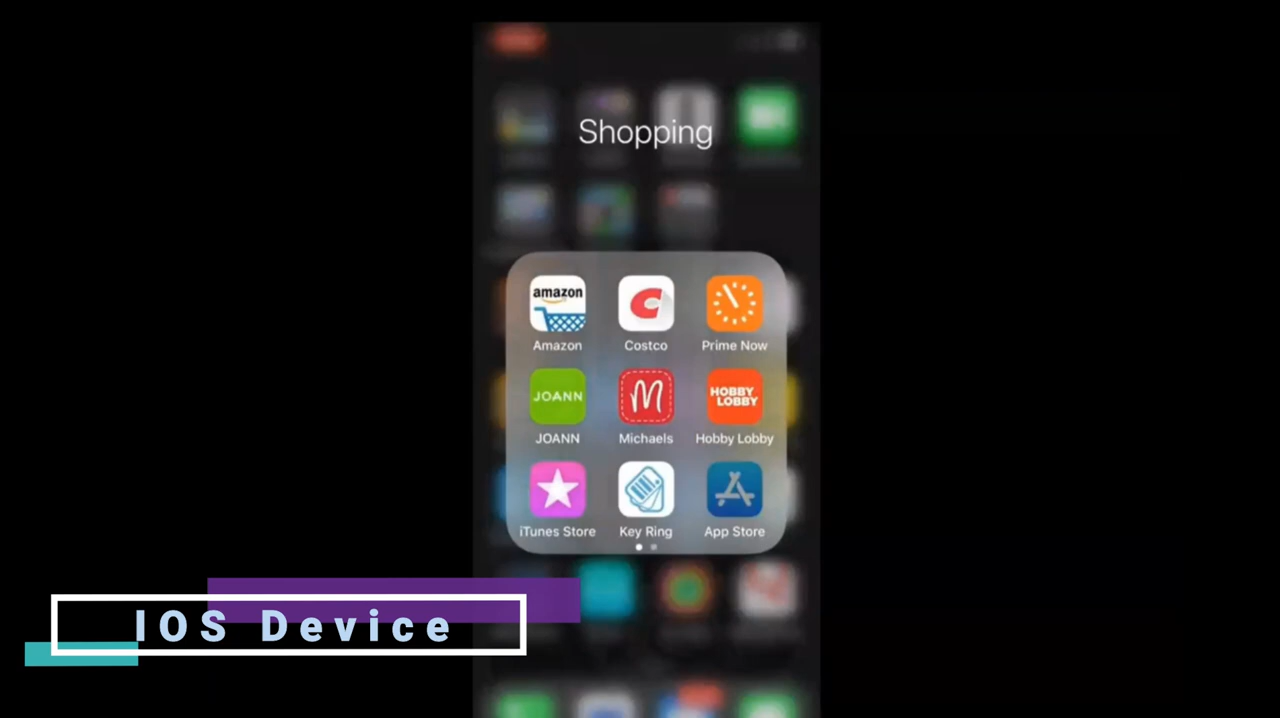 Shopping
amazon
Amazon Costco Prime Now
JOANN HOBBY LOBBY
JOANN Michaels Hobby Lobby
iTunes Store Key Ring App Store
IOS Device